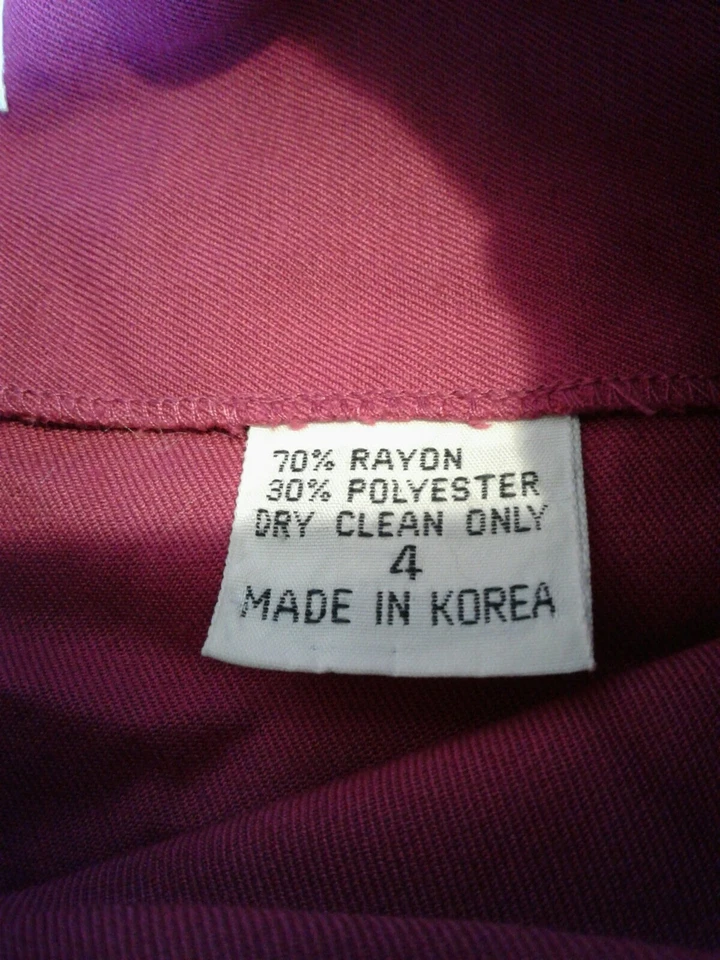 70% RAYON
30% POLYESTER
DRY CLEAN ONLY
4
MADE IN KOREA